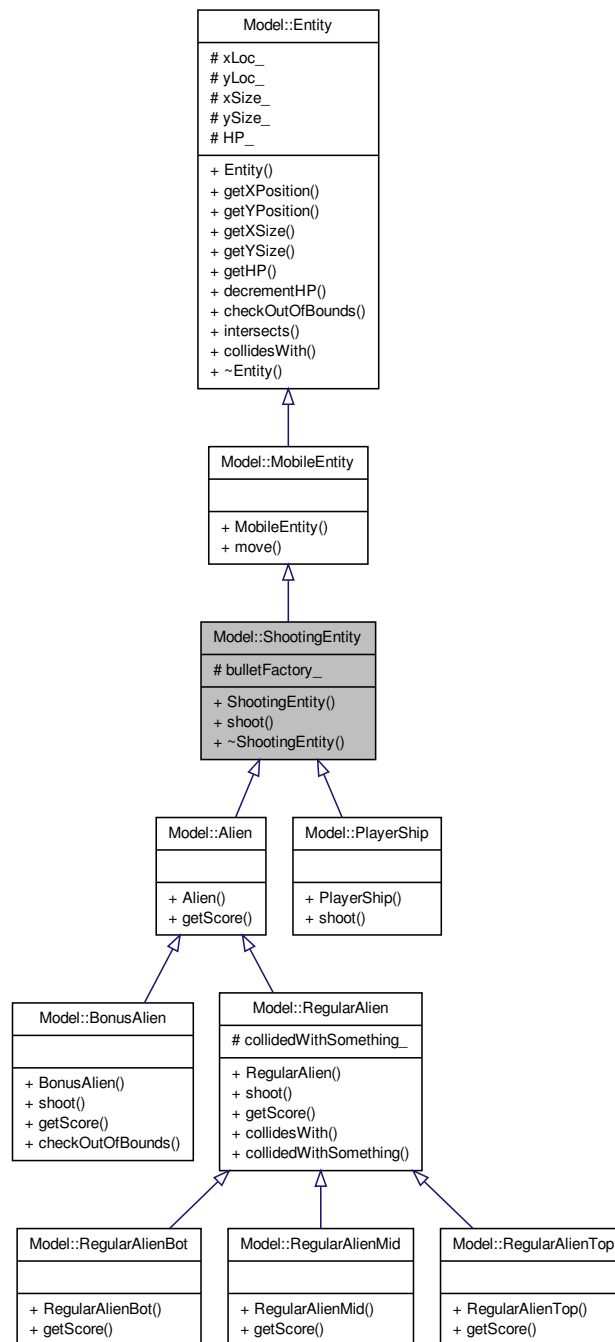 Model::Entity
# xLoc_
# yLoc_
# xSize_
# ySize_
# HP_
+ Entity()
+ getXPosition()
+ getYPosition()
+ getXSize()
+ getYSize()
+ getHP()
+ decrementHP()
+ checkOutOfBounds()
+ intersects()
+ collidesWith()
+ ~Entity()
Model::MobileEntity
+ MobileEntity()
+ move()
Model::ShootingEntity
# bulletFactory_
+ ShootingEntity()
+ shoot()
+ ~ShootingEntity()
Model::Alien
+ Alien()
+ getScore()
Model::PlayerShip
+ PlayerShip()
+ shoot()
Model::BonusAlien
+ BonusAlien()
+ shoot()
+ getScore()
+ checkOutOfBounds()
Model::RegularAlien
# collidedWithSomething_
+ RegularAlien()
+ shoot()
+ getScore()
+ collidesWith()
+ collidedWithSomething()
Model::RegularAlienBot
+ RegularAlienBot()
+ getScore()
Model::RegularAlienMid
+ RegularAlienMid()
+ getScore()
Model::RegularAlienTop
+ RegularAlienTop()
+ getScore()